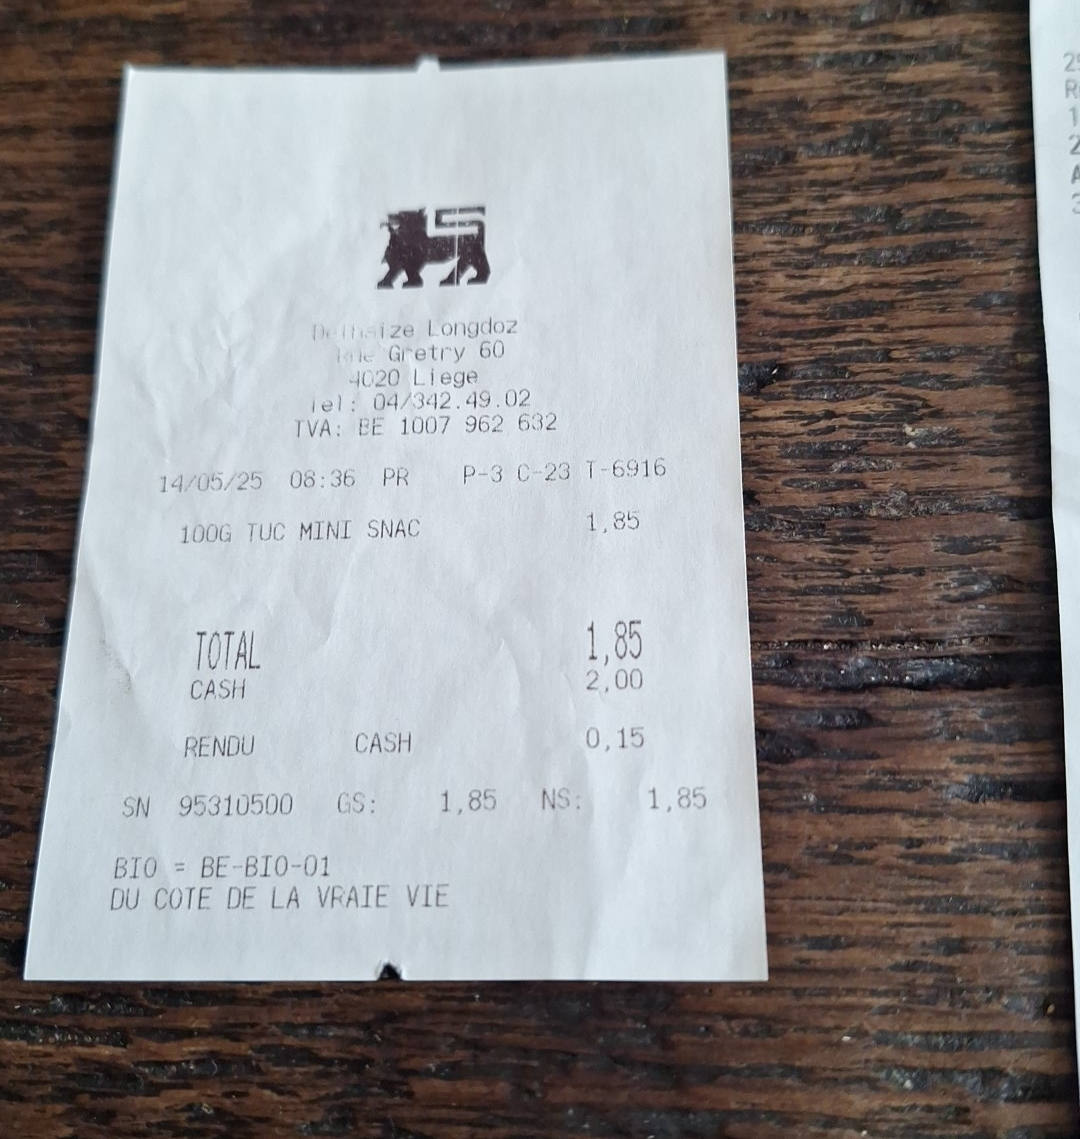 Delhaize Longdoz
Rue Gretry 60
4020 Liege
Tel: 04/342.49.02
TVA: BE 1007 962 632
14/05/25 08:36 PR P-3 C-23 T-6916
100G TUC MINI SNAC 1,85
TOTAL 1,85
CASH 2,00
RENDU CASH 0,15
SN 95310500 GS: 1,85 NS: 1,85
BIO = BE-BIO-01
DU COTE DE LA VRAIE VIE